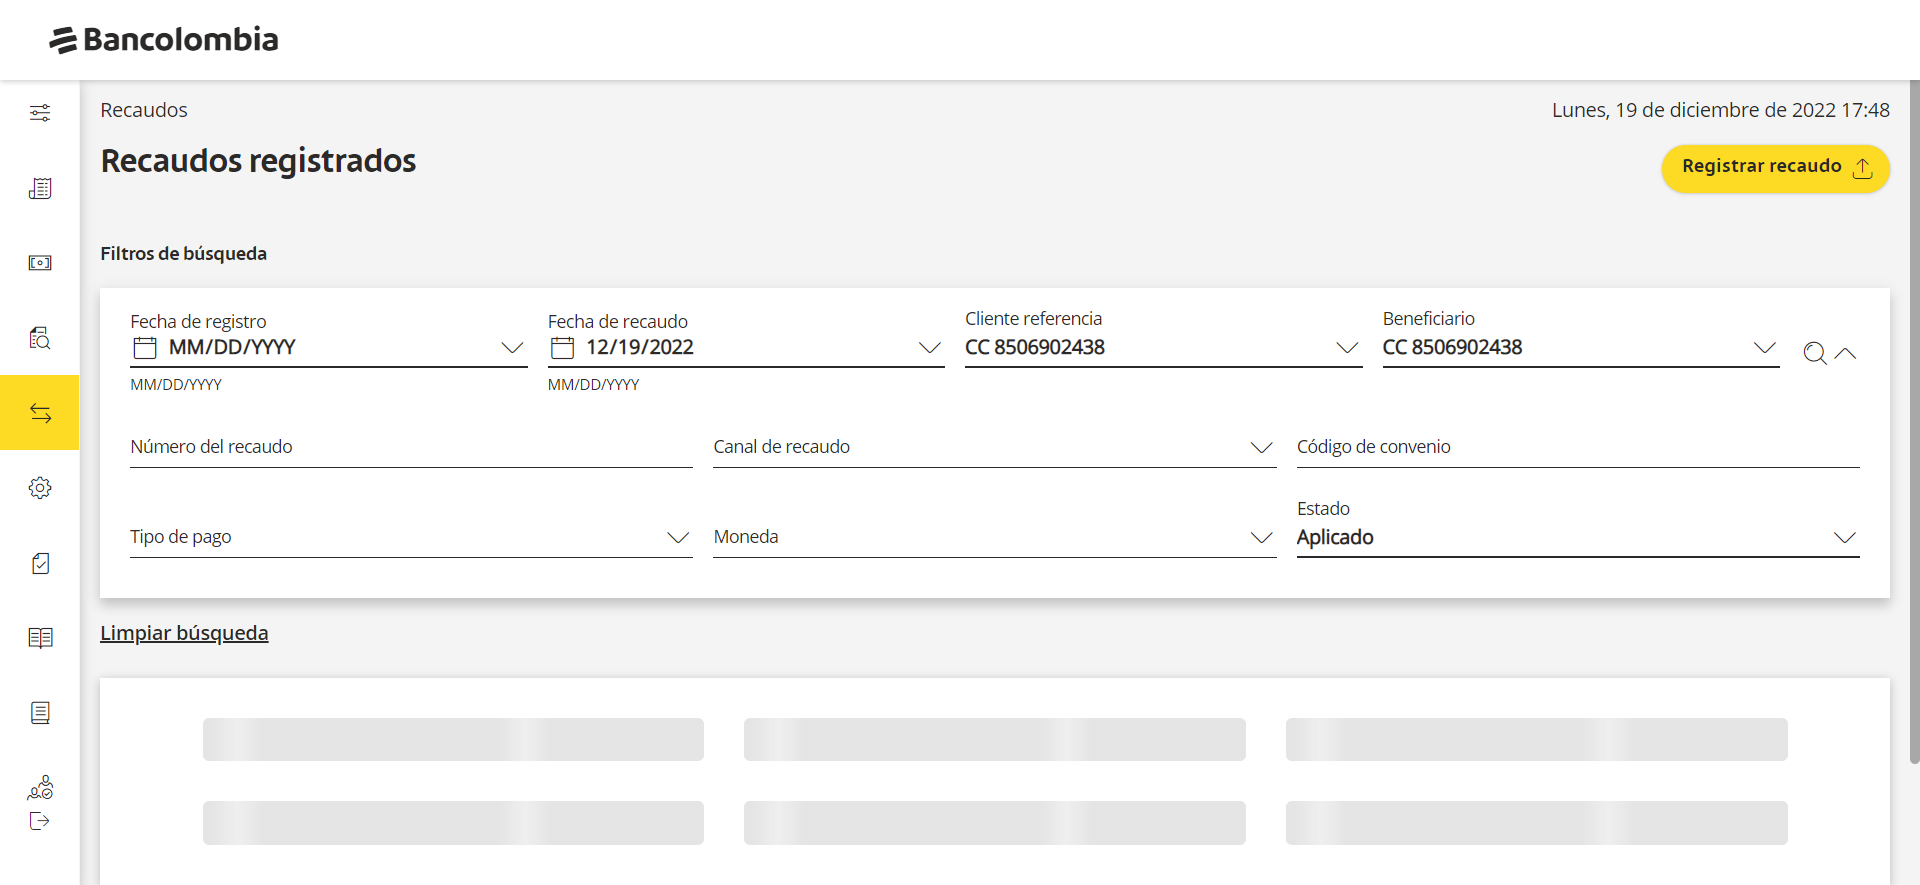 Bancolombia
Recaudos
Lunes, 19 de diciembre de 2022 17:48
Recaudos registrados
Registrar recaudo
Filtros de búsqueda
Fecha de registro
MM/DD/YYYY
MM/DD/YYYY
Fecha de recaudo
12/19/2022
MM/DD/YYYY
Cliente referencia
CC 8506902438
Beneficiario
CC 8506902438
Número del recaudo
Canal de recaudo
Código de convenio
Tipo de pago
Moneda
Estado
Aplicado
Limpiar búsqueda